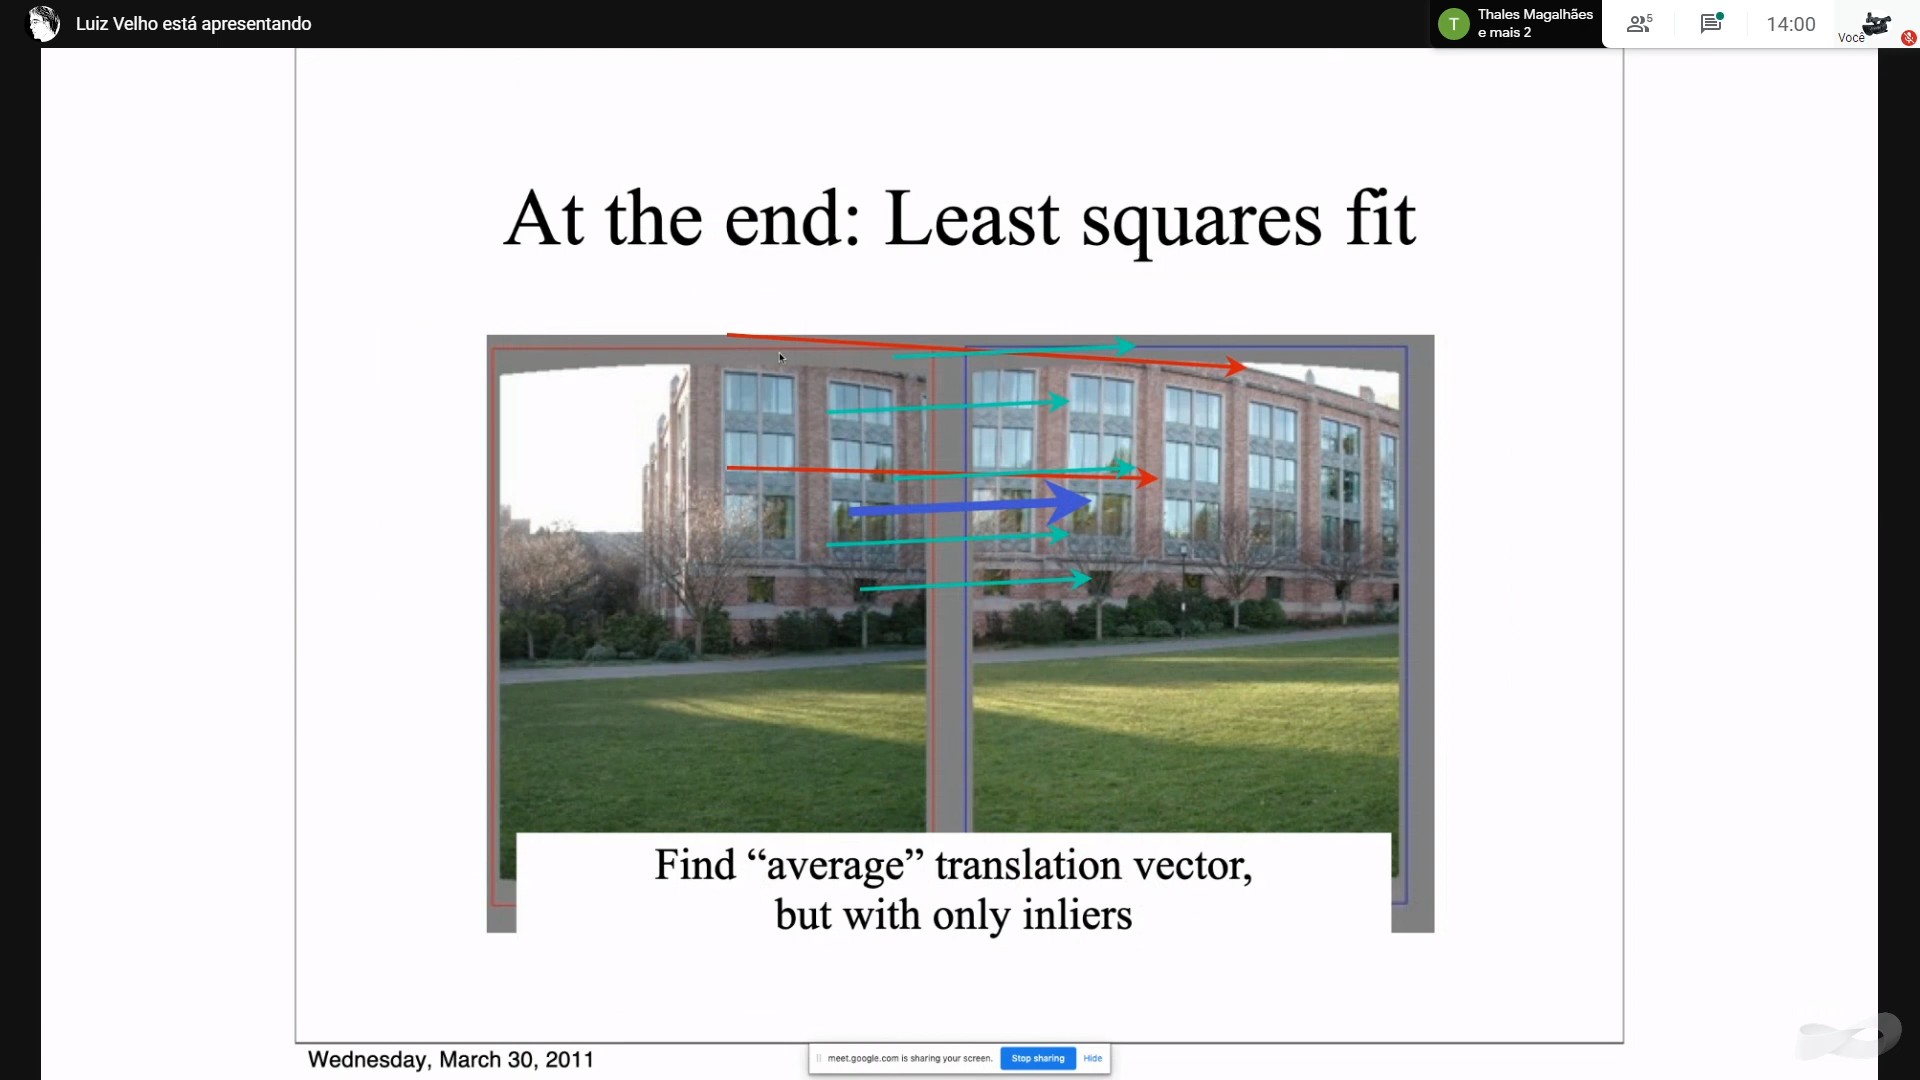 Luiz Velho está apresentando
T
Thales Magalhães
e mais 2
5
14:00
Você
At the end: Least squares fit
Find “average” translation vector,
but with only inliers
Wednesday, March 30, 2011
meet.google.com is sharing your screen.
Stop sharing
Hide